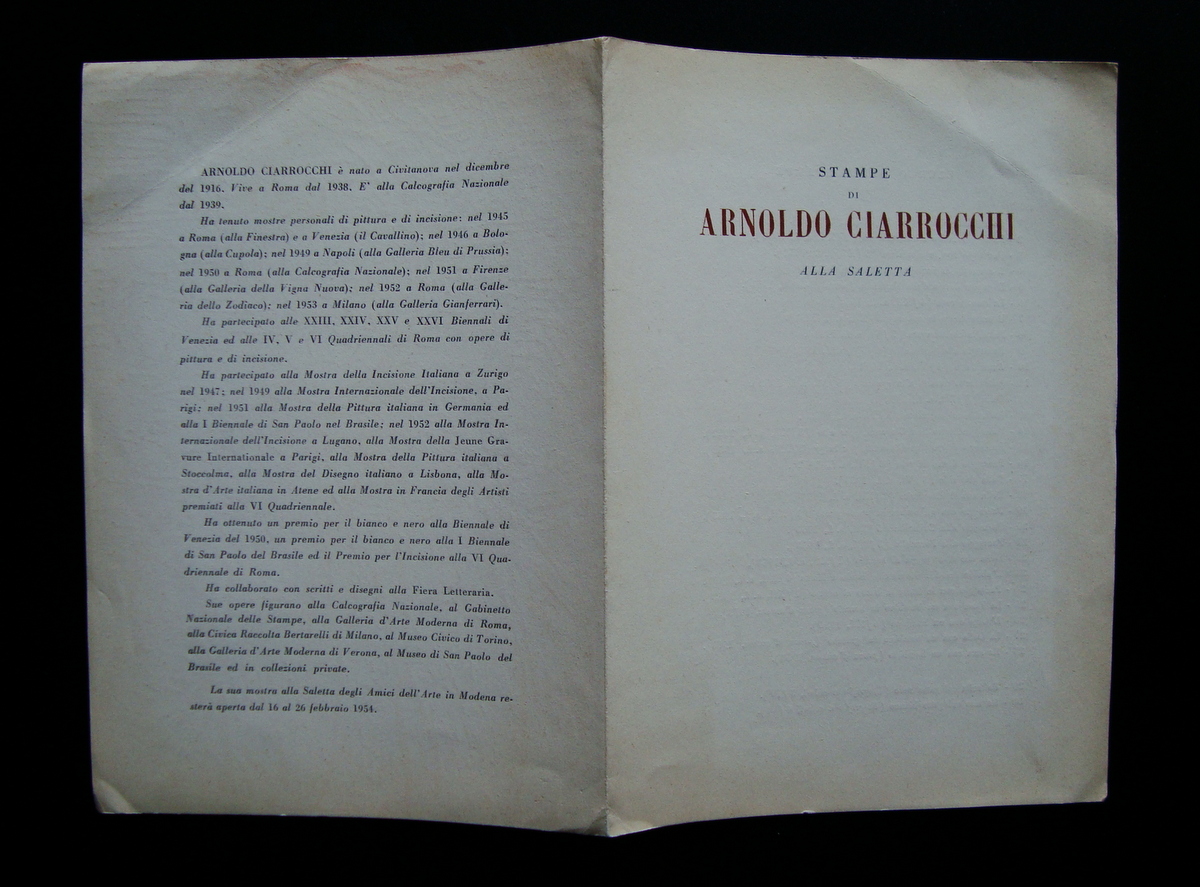 ARNOLDO CIARROCCHI è nato a Civitanova nel dicembre
del 1916. Vive a Roma dal 1938. E' alla Calcografia Nazionale
dal 1939.
Ha tenuto mostre personali di pittura e di incisione: nel 1945
a Roma (alla Finestra) e a Venezia (il Cavallino); nel 1946 a Bolo-
gna (alla Cupola); nel 1949 a Napoli (alla Galleria Bleu di Prussia);
nel 1950 a Roma (alla Calcografia Nazionale); nel 1951 a Firenze
(alla Galleria della Vigna Nuova); nel 1952 a Roma (alla Galle-
ria dello Zodiaco); nel 1953 a Milano (alla Galleria Gianferrari).
Ha partecipato alle XXIII, XXIV, XXV e XXVI Biennali di
Venezia ed alle IV, V e VI Quadriennali di Roma con opere di
pittura e di incisione.
Ha partecipato alla Mostra della Incisione Italiana a Zurigo
nel 1947; nel 1949 alla Mostra Internazionale dell'Incisione, a Pa-
rigi; nel 1951 alla Mostra della Pittura italiana in Germania ed
alla I Biennale di San Paolo nel Brasile; nel 1952 alla Mostra In-
ternazionale dell'Incisione a Lugano, alla Mostra della Jeune Gra-
vure Internationale a Parigi, alla Mostra della Pittura italiana a
Stoccolma, alla Mostra del Disegno italiano a Lisbona, alla Mo-
stra d'Arte italiana in Atene ed alla Mostra in Francia degli Artisti
premiati alla VI Quadriennale.
Ha ottenuto un premio per il bianco e nero alla Biennale di
Venezia del 1950, un premio per il bianco e nero alla I Biennale
di San Paolo del Brasile ed il Premio per l'Incisione alla VI Qua-
driennale di Roma.
Ha collaborato con scritti e disegni alla Fiera Letteraria.
Sue opere figurano alla Calcografia Nazionale, al Gabinetto
Nazionale delle Stampe, alla Galleria d'Arte Moderna di Roma,
alla Civica Raccolta Bertarelli di Milano, al Museo Civico di Torino,
alla Galleria d'Arte Moderna di Verona, al Museo di San Paolo del
Brasile ed in collezioni private.
La sua mostra alla Saletta degli Amici dell'Arte in Modena re-
sterà aperta dal 16 al 26 febbraio 1954.
STAMPE
DI
ARNOLDO CIARROCCHI
ALLA SALETTA